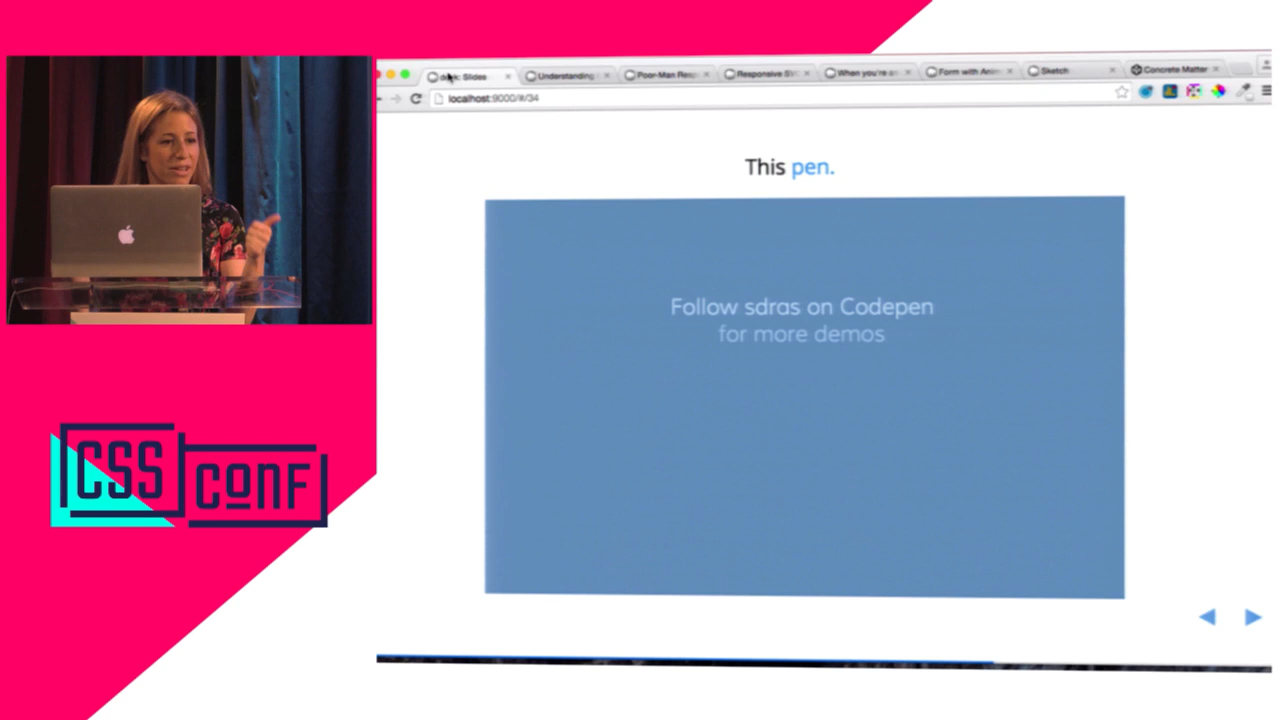 Slides
Understanding
Poor-Man Resp
Responsive SV
When you're a
Form with Anim
Sketch
Concrete Matter
localhost:9000/#/34
This pen.
Follow sdras on Codepen
for more demos
CSS
CONF